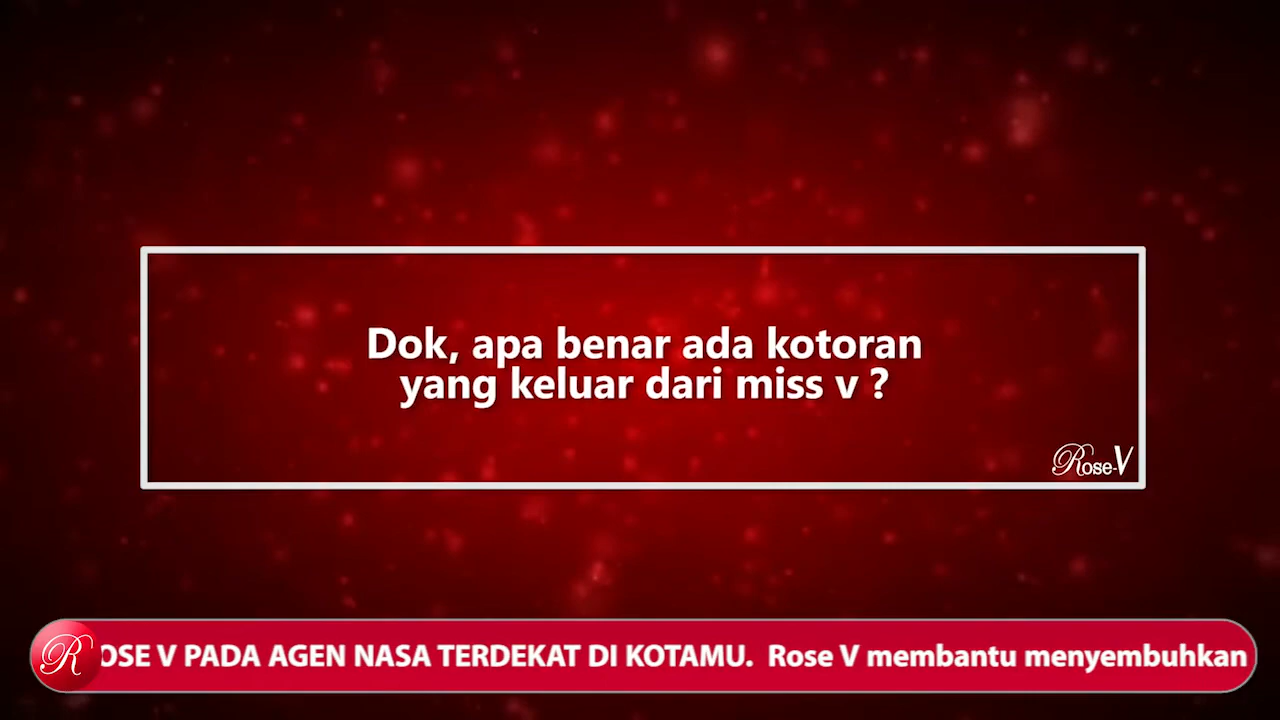 Dok, apa benar ada kotoran
yang keluar dari miss v ?
Rose-V
R
OSE V PADA AGEN NASA TERDEKAT DI KOTAMU. Rose V membantu menyembuhkan